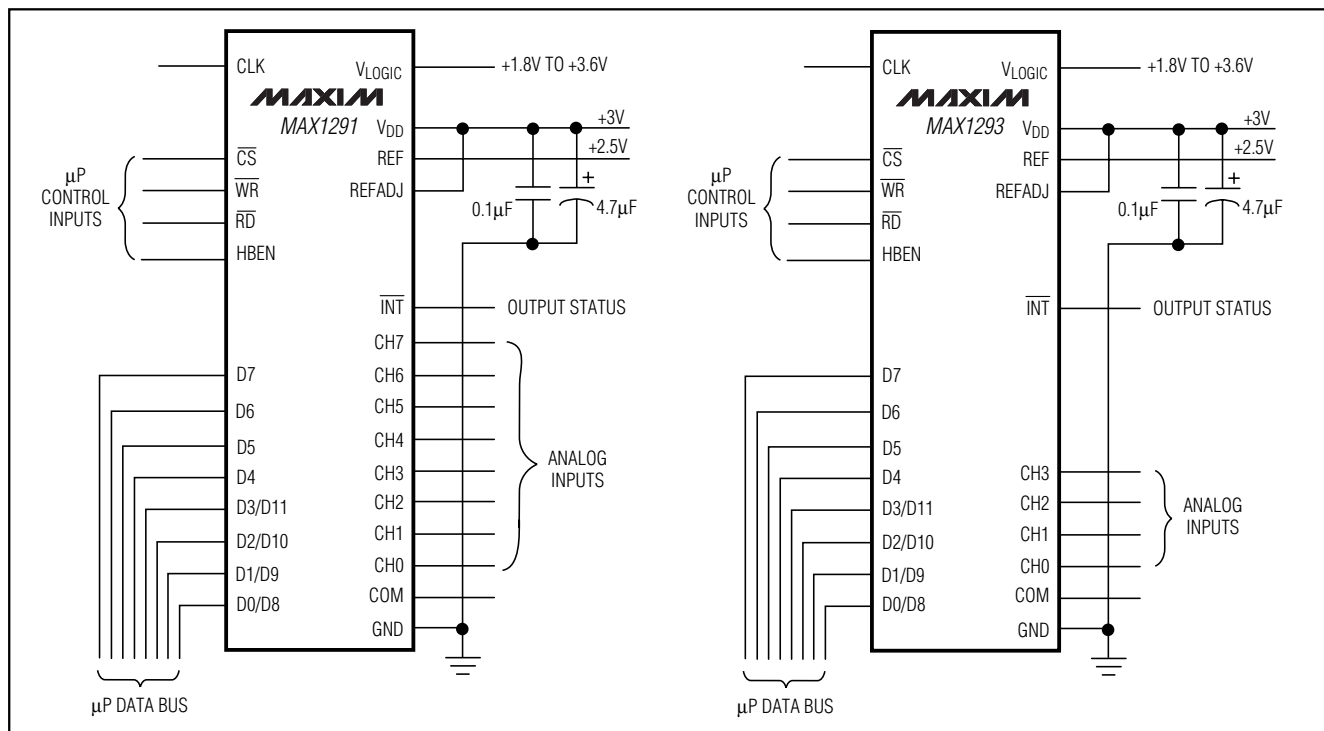 CLK
VLOGIC
+1.8V TO +3.6V
MAXIM
MAX1291
VDD
+3V
CS
REF
+2.5V
µP
CONTROL
INPUTS
WR
REFADJ
RD
0.1µF
+
4.7µF
HBEN
INT
OUTPUT STATUS
CH7
D7
CH6
D6
CH5
D5
CH4
D4
CH3
ANALOG
INPUTS
D3/D11
CH2
D2/D10
CH1
D1/D9
CH0
D0/D8
COM
GND
µP DATA BUS
CLK
VLOGIC
+1.8V TO +3.6V
MAXIM
MAX1293
VDD
+3V
CS
REF
+2.5V
µP
CONTROL
INPUTS
WR
REFADJ
RD
0.1µF
+
4.7µF
HBEN
INT
OUTPUT STATUS
D7
D6
D5
D4
CH3
D3/D11
CH2
ANALOG
INPUTS
D2/D10
CH1
D1/D9
CH0
D0/D8
COM
GND
µP DATA BUS